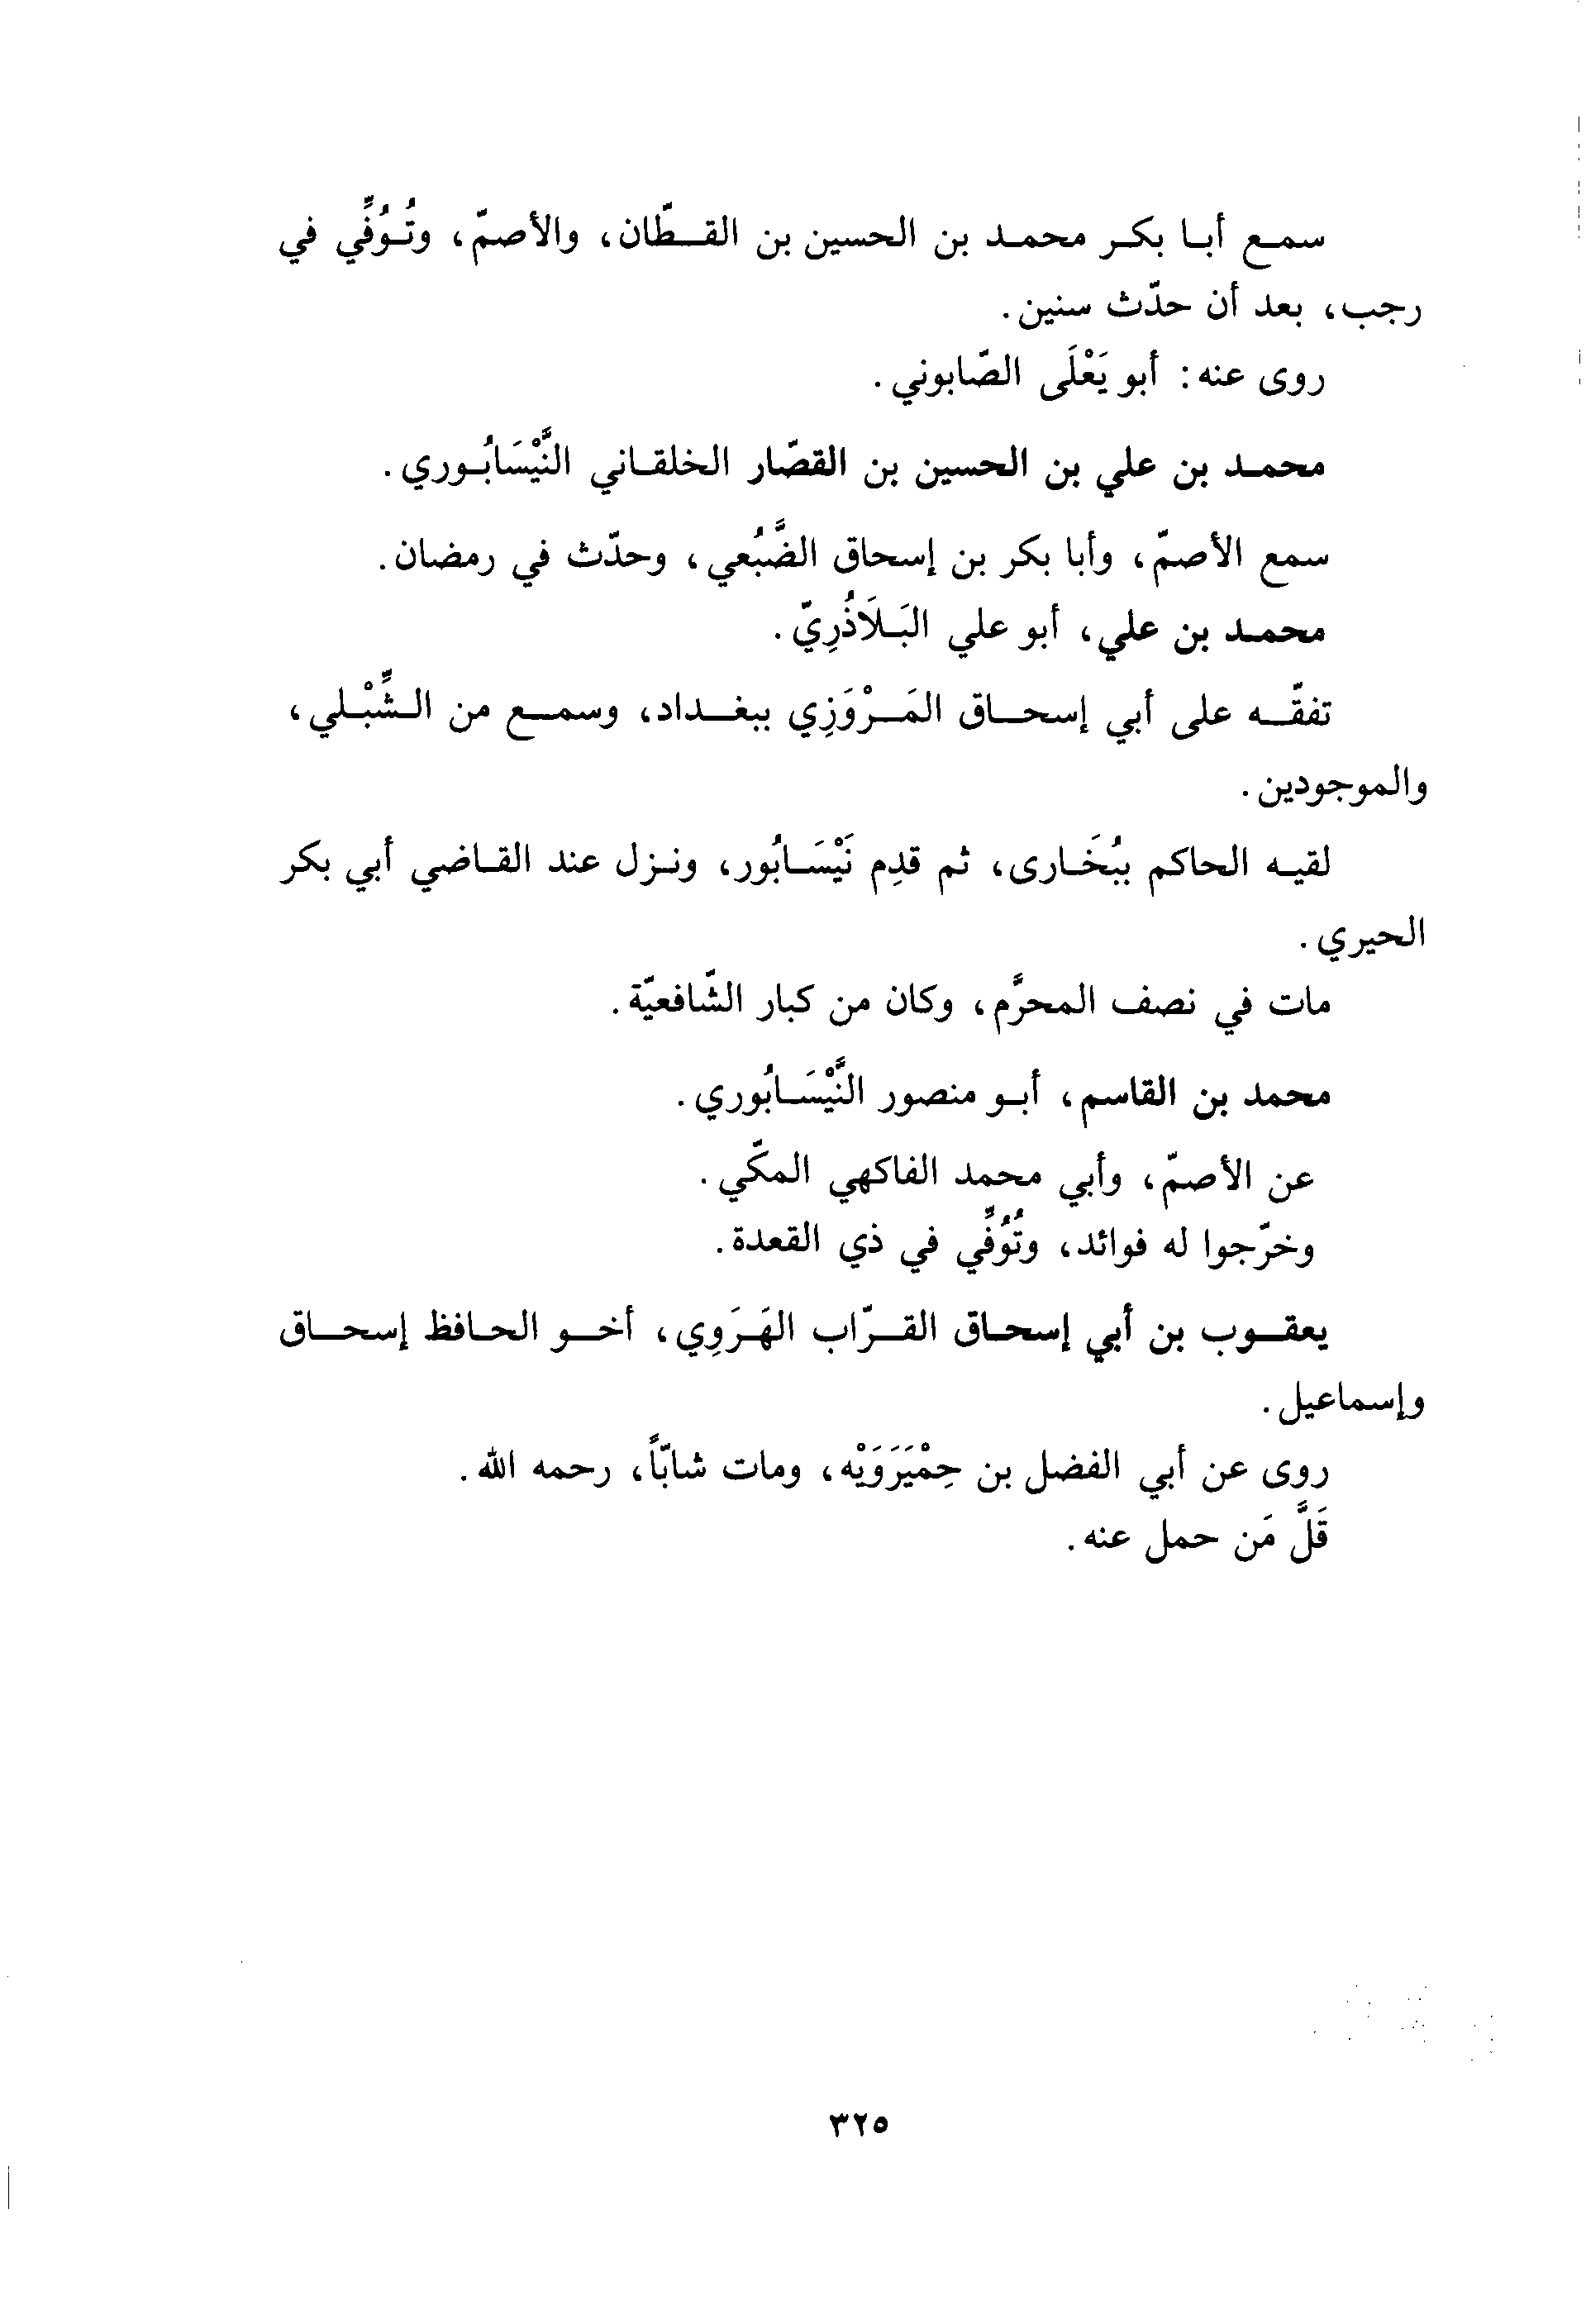 سمع أبا بكر محمد بن الحسين بن القطّان، والأصمّ، وتُوُفِّي في
رجب، بعد أن حدّث سنين.
روى عنه: أبو يَعْلَى الصّابوني.
محمد بن علي بن الحسين بن القصّار الخلقاني النَّيْسَابُوري.
سمع الأصمّ، وأبا بكر بن إسحاق الضَّبُعي، وحدّث في رمضان.
محمد بن علي، أبو علي البَلَاذُرِيّ.
تفقّه على أبي إسحاق المَرْوَزِي ببغداد، وسمع من الشِّبْلي،
والموجودين.
لقيه الحاكم ببُخَارى، ثم قدِم نَيْسَابُور، ونزل عند القاضي أبي بكر
الحيري.
مات في نصف المحرَّم، وكان من كبار الشّافعيّة.
محمد بن القاسم، أبو منصور النَّيْسَابُوري.
عن الأصمّ، وأبي محمد الفاكهي المكّي.
وخرّجوا له فوائد، وتُوُفِّي في ذي القعدة.
يعقوب بن أبي إسحاق القرّاب الهَرَوِي، أخو الحافظ إسحاق
وإسماعيل.
روى عن أبي الفضل بن حِمْيَرَوَيْه، ومات شابّاً، رحمه الله.
قَلَّ مَن حمل عنه.
٣٢٥